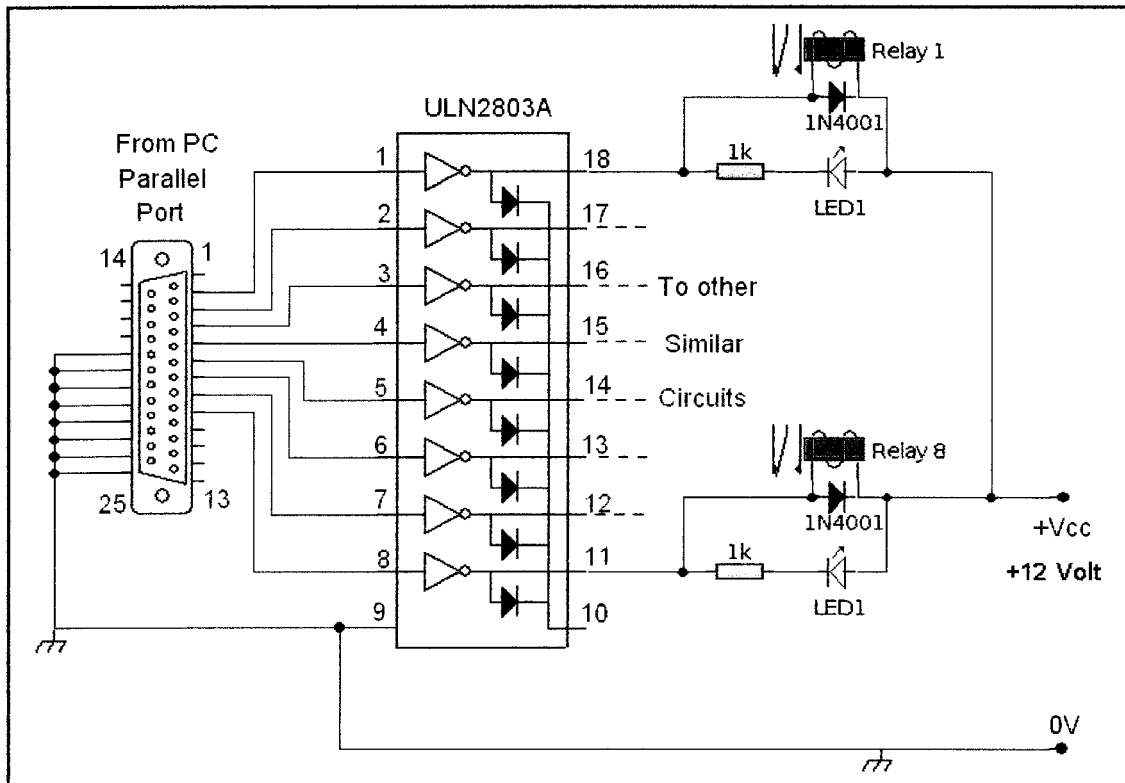 Relay 1
1N4001
1k
LED1
ULN2803A
From PC
Parallel
Port
14
1
25
13
1
2
3
4
5
6
7
8
9
18
17
16
15
14
13
12
11
10
To other
Similar
Circuits
Relay 8
1N4001
1k
LED1
+Vcc
+12 Volt
0V